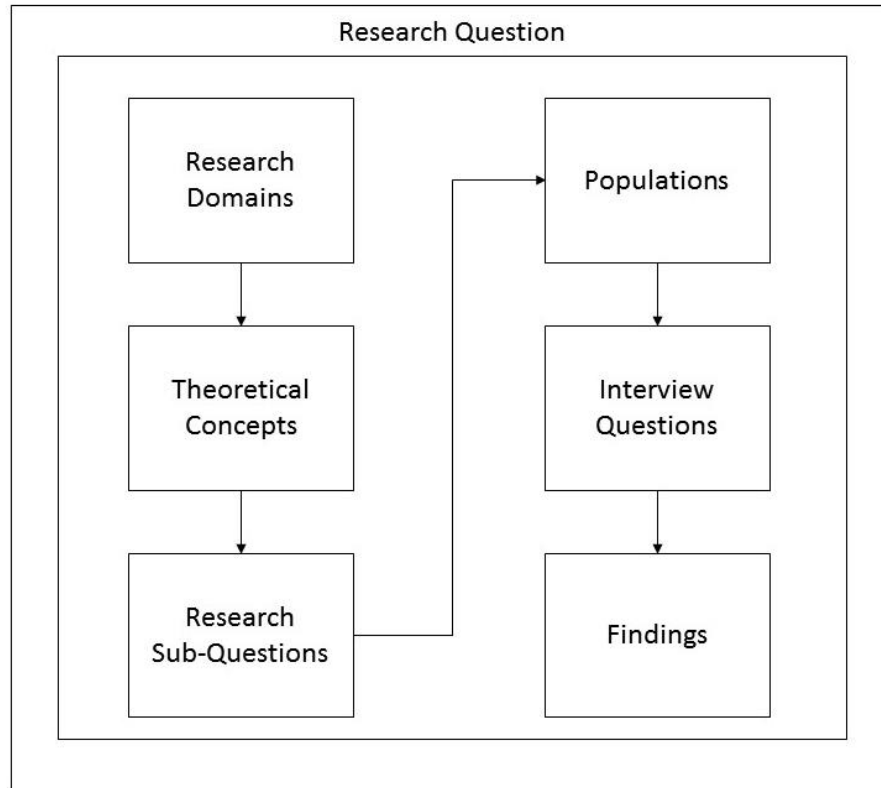 Research Question
Research
Domains
Theoretical
Concepts
Research
Sub-Questions
Populations
Interview
Questions
Findings